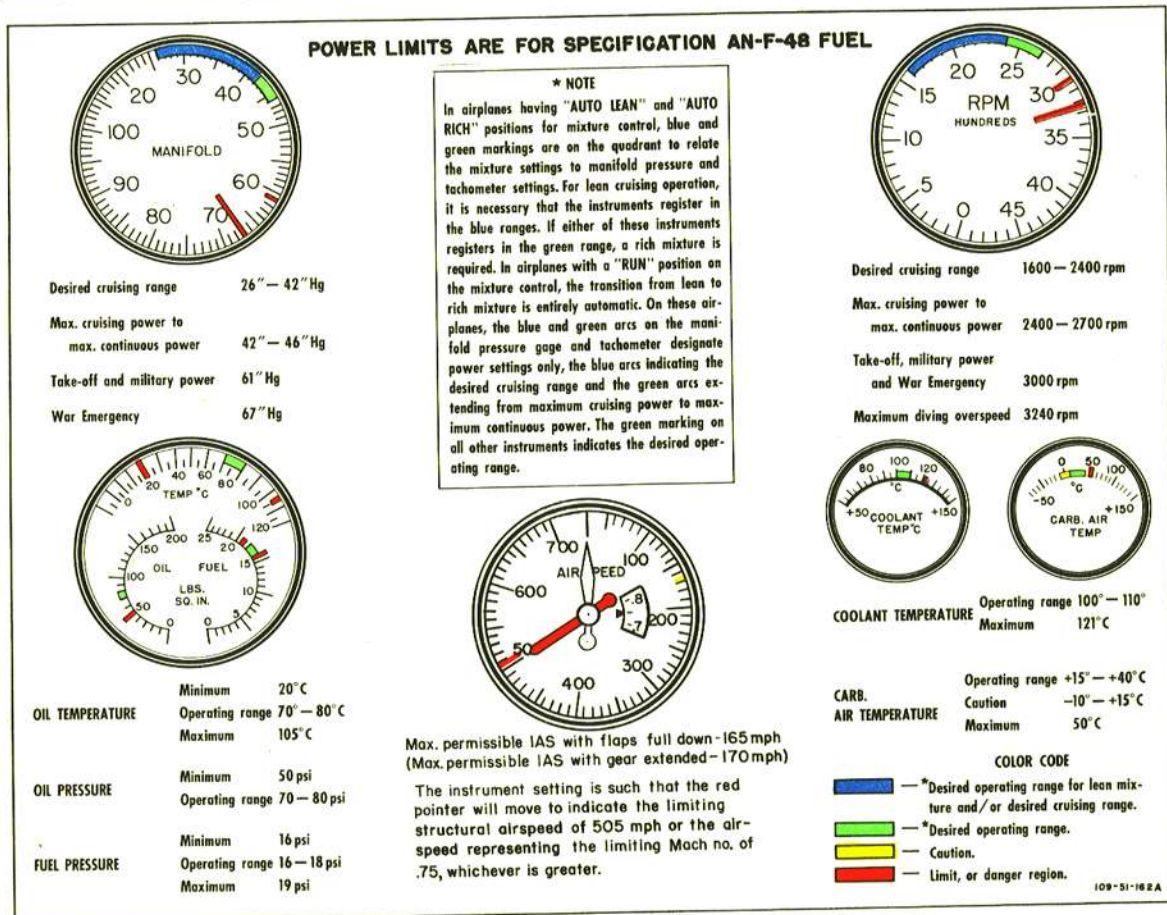 POWER LIMITS ARE FOR SPECIFICATION AN-F-48 FUEL
20
30
40
50
60
70
80
90
100
MANIFOLD
Desired cruising range 26"—42"Hg
Max. cruising power to
max. continuous power 42"—46"Hg
Take-off and military power 61"Hg
War Emergency 67"Hg
* NOTE
In airplanes having "AUTO LEAN" and "AUTO
RICH" positions for mixture control, blue and
green markings are on the quadrant to relate
the mixture settings to manifold pressure and
tachometer settings. For lean cruising operation,
it is necessary that the instruments register in
the blue ranges. If either of these instruments
registers in the green range, a rich mixture is
required. In airplanes with a "RUN" position on
the mixture control, the transition from lean to
rich mixture is entirely automatic. On these air-
planes, the blue and green arcs on the mani-
fold pressure gage and tachometer designate
power settings only, the blue arcs indicating the
desired cruising range and the green arcs ex-
tending from maximum cruising power to max-
imum continuous power. The green marking on
all other instruments indicates the desired oper-
ating range.
0
5
10
15
20
25
30
35
40
45
RPM
HUNDREDS
Desired cruising range 1600—2400 rpm
Max. cruising power to
max. continuous power 2400—2700 rpm
Take-off, military power
and War Emergency 3000 rpm
Maximum diving overspeed 3240 rpm
0
20
40
60
80
100
120
TEMP °C
0
50
100
150
200
OIL
25
20
15
10
5
0
FUEL
LBS.
SQ. IN.
OIL TEMPERATURE
Minimum 20°C
Operating range 70°—80°C
Maximum 105°C
OIL PRESSURE
Minimum 50 psi
Operating range 70—80 psi
FUEL PRESSURE
Minimum 16 psi
Operating range 16—18 psi
Maximum 19 psi
700
100
200
300
400
50
600
AIR SPEED
.8
.7
Max. permissible IAS with flaps full down-165 mph
(Max. permissible IAS with gear extended-170 mph)
The instrument setting is such that the red
pointer will move to indicate the limiting
structural airspeed of 505 mph or the air-
speed representing the limiting Mach no. of
.75, whichever is greater.
+50
80
100
120
+150
°C
COOLANT
TEMP °C
-50
0
50
100
+150
°C
CARB. AIR
TEMP
COOLANT TEMPERATURE
Operating range 100°—110°
Maximum 121°C
CARB.
AIR TEMPERATURE
Operating range +15°—+40°C
Caution -10°—+15°C
Maximum 50°C
COLOR CODE
— *Desired operating range for lean mix-
ture and/or desired cruising range.
— *Desired operating range.
— Caution.
— Limit, or danger region.
109-51-162A